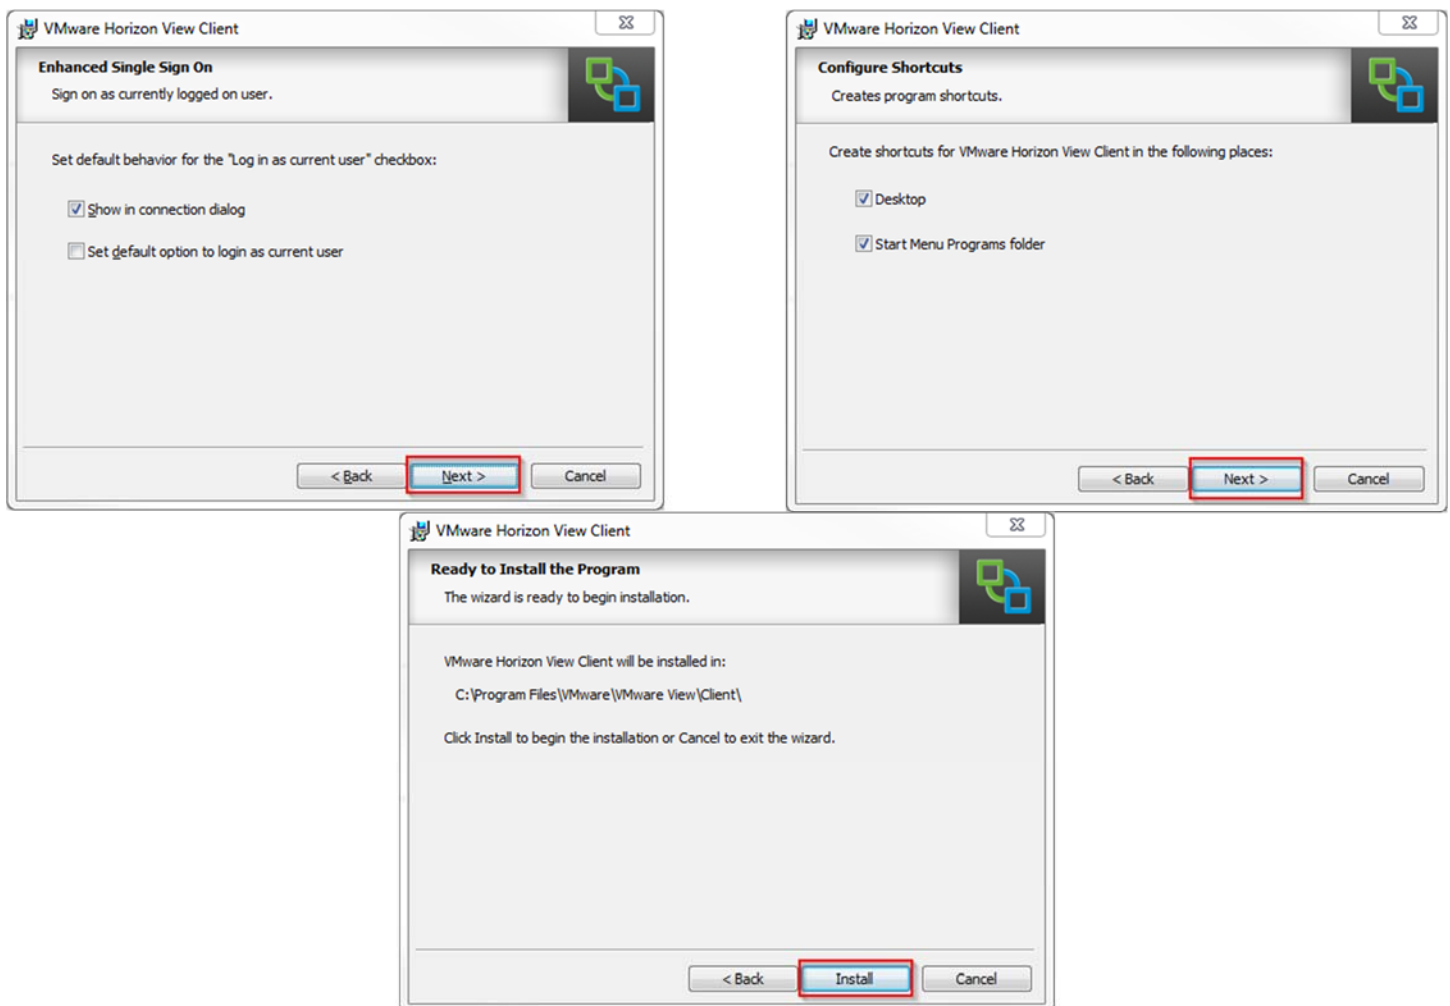 VMware Horizon View Client
Enhanced Single Sign On
Sign on as currently logged on user.
Set default behavior for the "Log in as current user" checkbox:
Show in connection dialog
Set default option to login as current user
< Back
Next >
Cancel
VMware Horizon View Client
Configure Shortcuts
Creates program shortcuts.
Create shortcuts for VMware Horizon View Client in the following places:
Desktop
Start Menu Programs folder
< Back
Next >
Cancel
VMware Horizon View Client
Ready to Install the Program
The wizard is ready to begin installation.
VMware Horizon View Client will be installed in:
C:\Program Files\VMware\VMware View\Client\
Click Install to begin the installation or Cancel to exit the wizard.
< Back
Install
Cancel